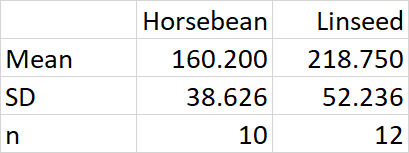 Horsebean Linseed
Mean 160.200 218.750
SD 38.626 52.236
n 10 12